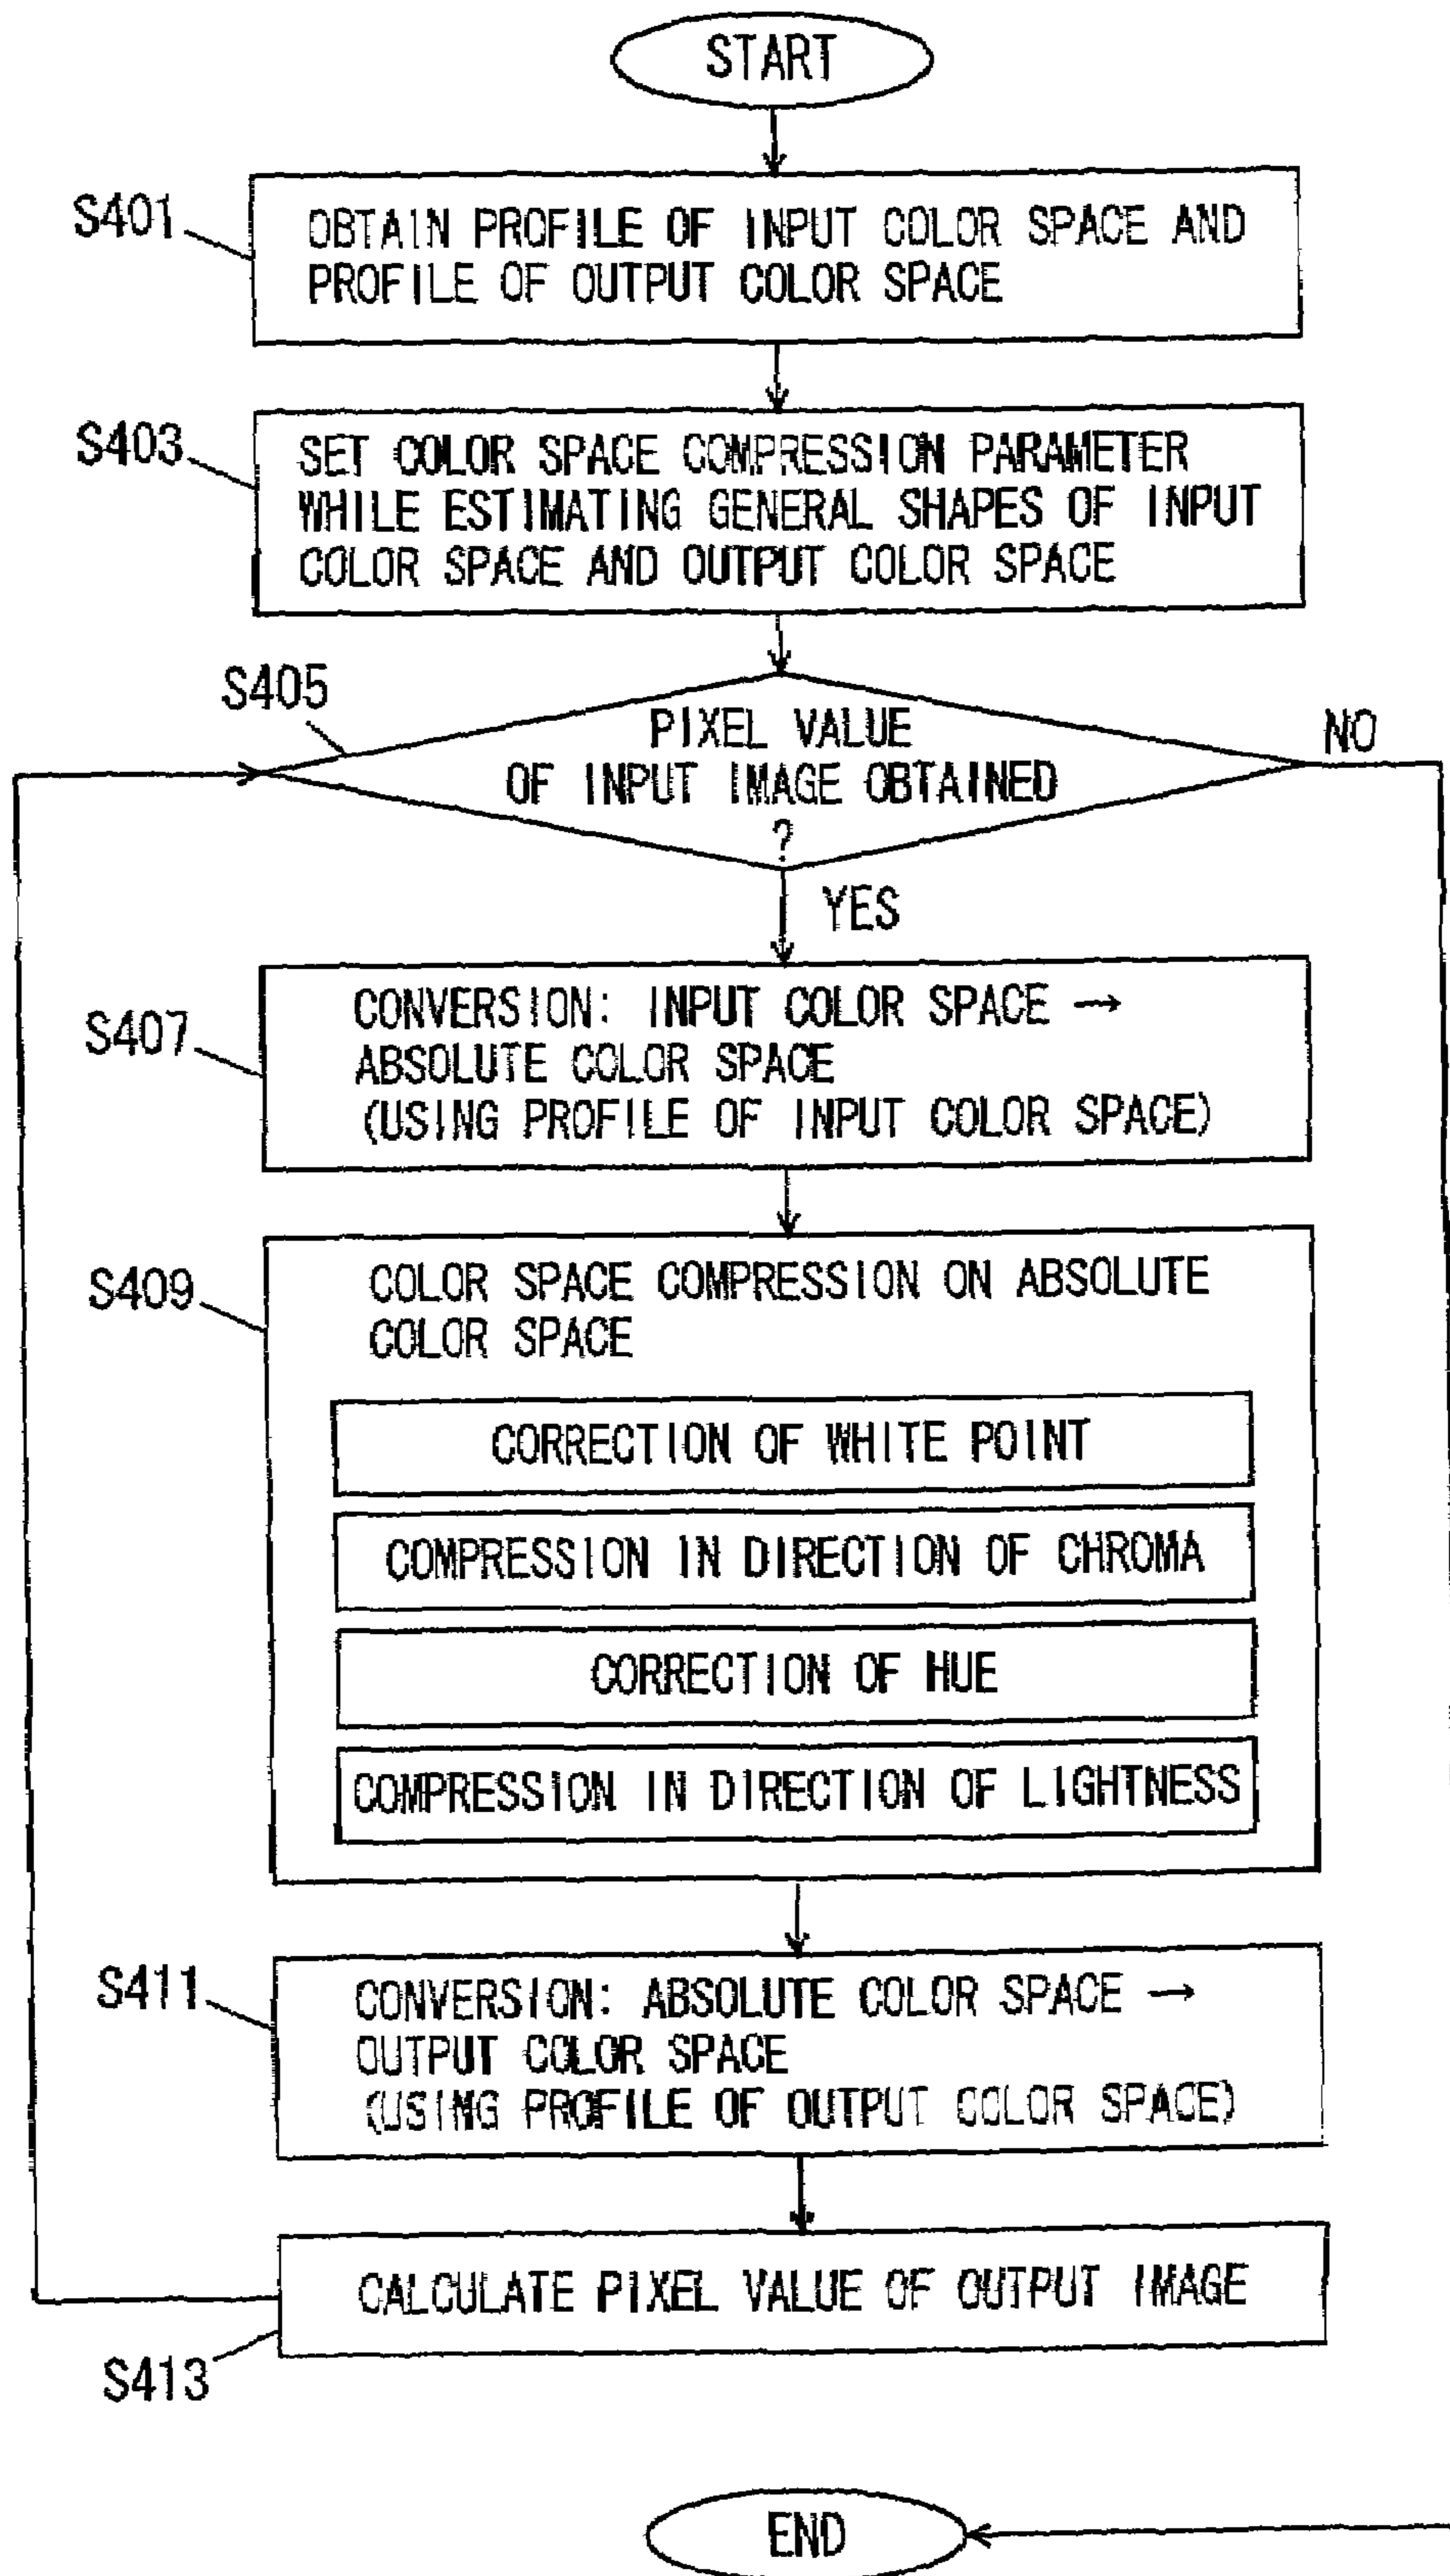 START
S401
OBTAIN PROFILE OF INPUT COLOR SPACE AND
PROFILE OF OUTPUT COLOR SPACE
S403
SET COLOR SPACE COMPRESSION PARAMETER
WHILE ESTIMATING GENERAL SHAPES OF INPUT
COLOR SPACE AND OUTPUT COLOR SPACE
S405
PIXEL VALUE
OF INPUT IMAGE OBTAINED
?
NO
YES
S407
CONVERSION: INPUT COLOR SPACE →
ABSOLUTE COLOR SPACE
(USING PROFILE OF INPUT COLOR SPACE)
S409
COLOR SPACE COMPRESSION ON ABSOLUTE
COLOR SPACE
CORRECTION OF WHITE POINT
COMPRESSION IN DIRECTION OF CHROMA
CORRECTION OF HUE
COMPRESSION IN DIRECTION OF LIGHTNESS
S411
CONVERSION: ABSOLUTE COLOR SPACE →
OUTPUT COLOR SPACE
(USING PROFILE OF OUTPUT COLOR SPACE)
CALCULATE PIXEL VALUE OF OUTPUT IMAGE
S413
END